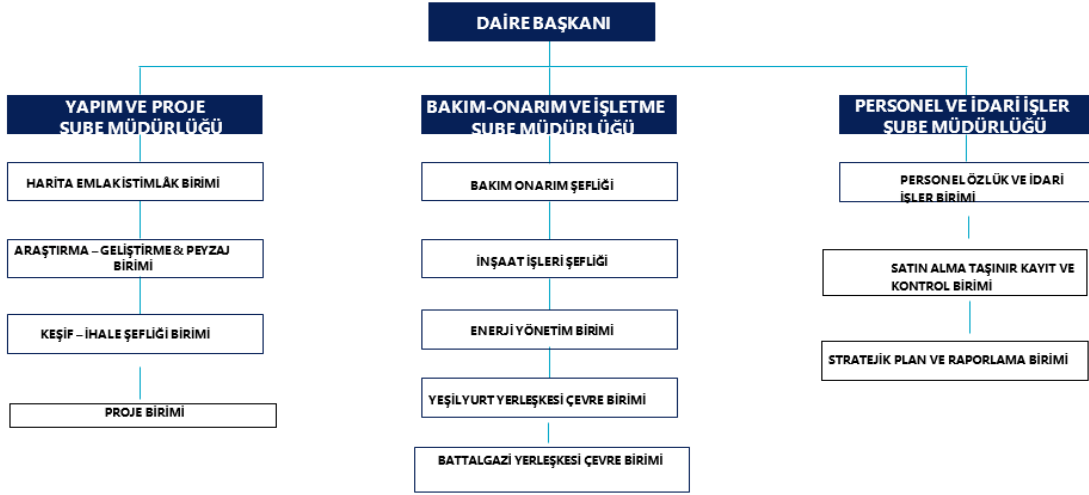 DAİRE BAŞKANI
YAPIM VE PROJE
ŞUBE MÜDÜRLÜĞÜ
HARİTA EMLAK İSTİMLÂK BİRİMİ
ARAŞTIRMA – GELİŞTİRME & PEYZAJ
BİRİMİ
KEŞİF – İHALE ŞEFLİĞİ BİRİMİ
PROJE BİRİMİ
BAKIM-ONARIM VE İŞLETME
ŞUBE MÜDÜRLÜĞÜ
BAKIM ONARIM ŞEFLİĞİ
İNŞAAT İŞLERİ ŞEFLİĞİ
ENERJİ YÖNETİM BİRİMİ
YEŞİLYURT YERLEŞKESİ ÇEVRE BİRİMİ
BATTALGAZİ YERLEŞKESİ ÇEVRE BİRİMİ
PERSONEL VE İDARİ İŞLER
ŞUBE MÜDÜRLÜĞÜ
PERSONEL ÖZLÜK VE İDARİ
İŞLER BİRİMİ
SATIN ALMA TAŞINIR KAYIT VE
KONTROL BİRİMİ
STRATEJİK PLAN VE RAPORLAMA BİRİMİ